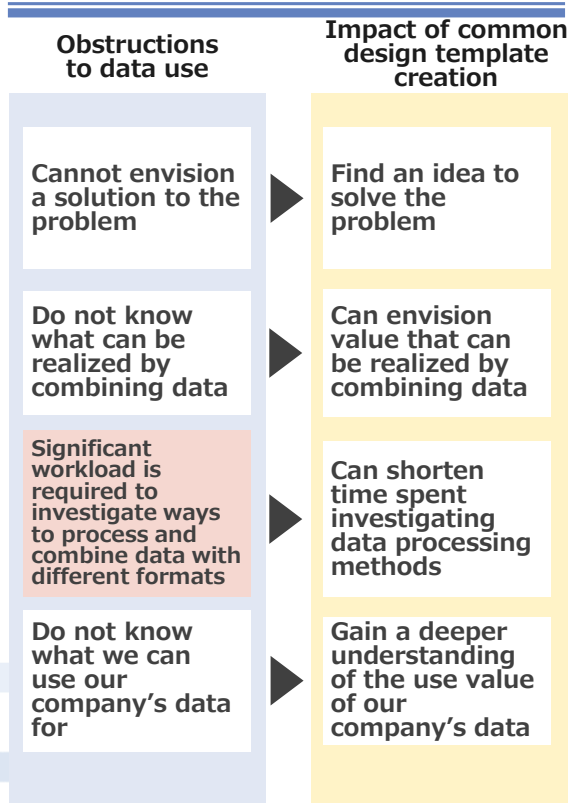 Obstructions
to data use
Impact of common
design template
creation
Cannot envision
a solution to the
problem
Find an idea to
solve the
problem
Do not know
what can be
realized by
combining data
Can envision
value that can
be realized by
combining data
Significant
workload is
required to
investigate ways
to process and
combine data with
different formats
Can shorten
time spent
investigating
data processing
methods
Do not know
what we can
use our
company’s data
for
Gain a deeper
understanding
of the use value
of our
company’s data